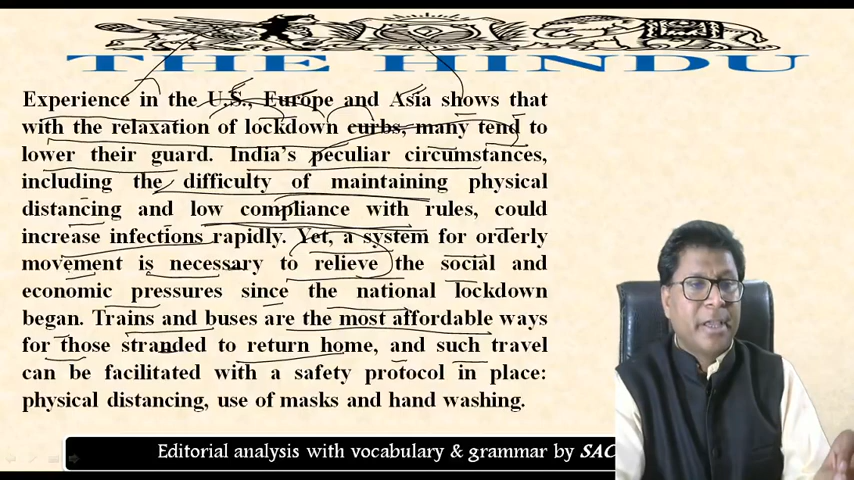 THE HINDU
Experience in the U.S., Europe and Asia shows that
with the relaxation of lockdown curbs, many tend to
lower their guard. India's peculiar circumstances,
including the difficulty of maintaining physical
distancing and low compliance with rules, could
increase infections rapidly. Yet, a system for orderly
movement is necessary to relieve the social and
economic pressures since the national lockdown
began. Trains and buses are the most affordable ways
for those stranded to return home, and such travel
can be facilitated with a safety protocol in place:
physical distancing, use of masks and hand washing.
Editorial analysis with vocabulary & grammar by SAC